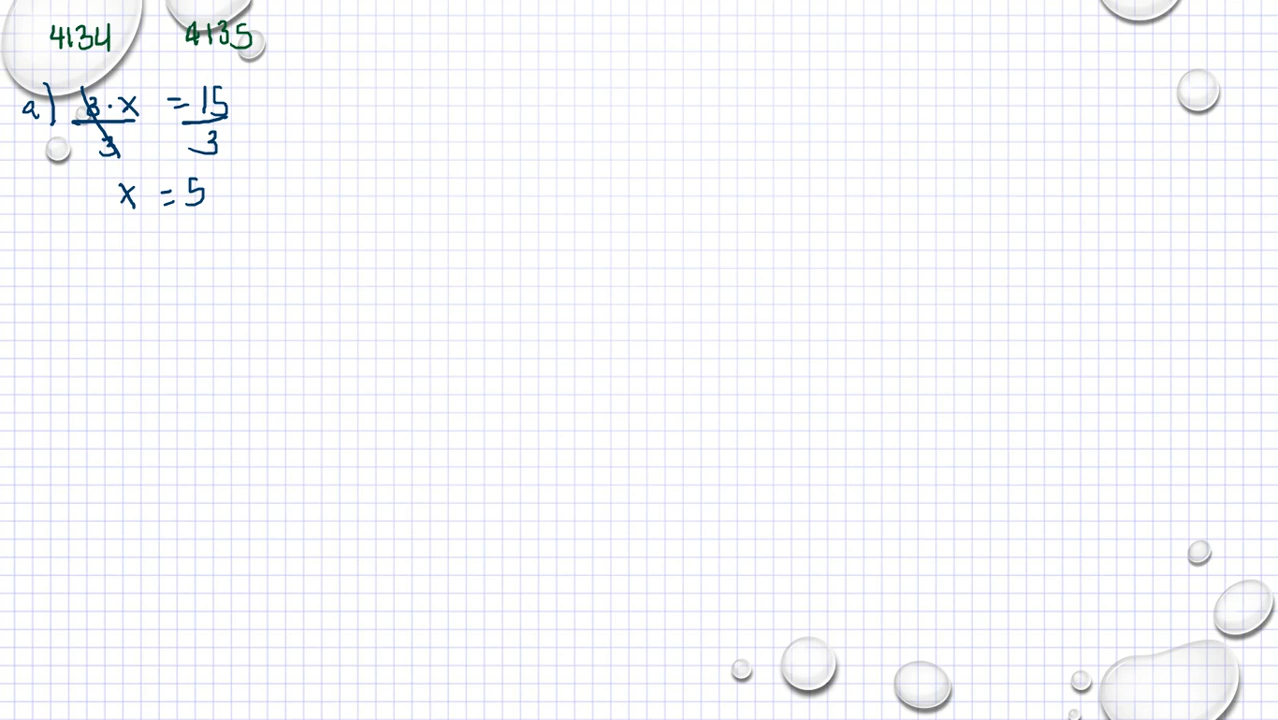 4134 4135
a) 3 · x = 15
3 3
x = 5